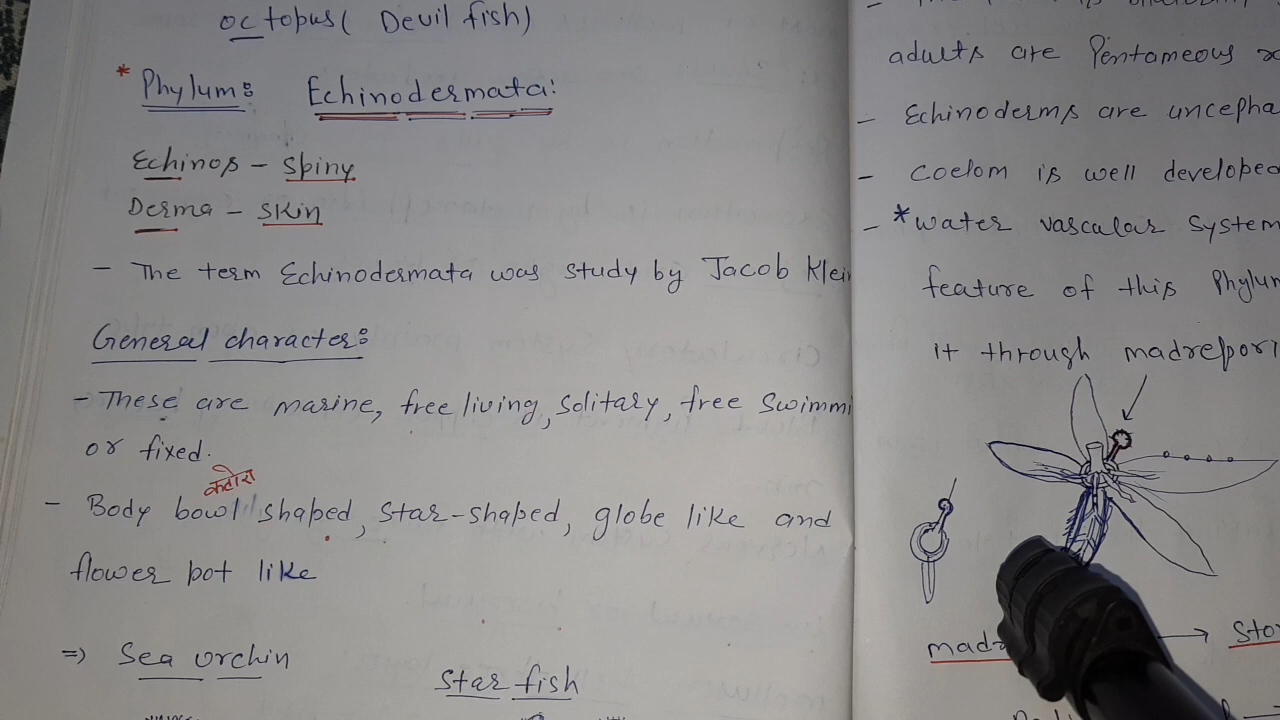 octopus( Devil fish)
* Phylum: Echinodermata:
Echinos - Spiny
Derma - Skin
- The term Echinodermata was study by Jacob Klein
General character:
- These are marine, free living, solitary, free swimmi
or fixed.
कटोरा
- Body bowl shaped, star-shaped, globe like and
flower pot like
=> Sea urchin
Star fish
adults are Pentameous
- Echinoderms are uncepha
- Coelom is well developed
- *water vascular system
feature of this Phylum
it through madrepori
madr → Sto